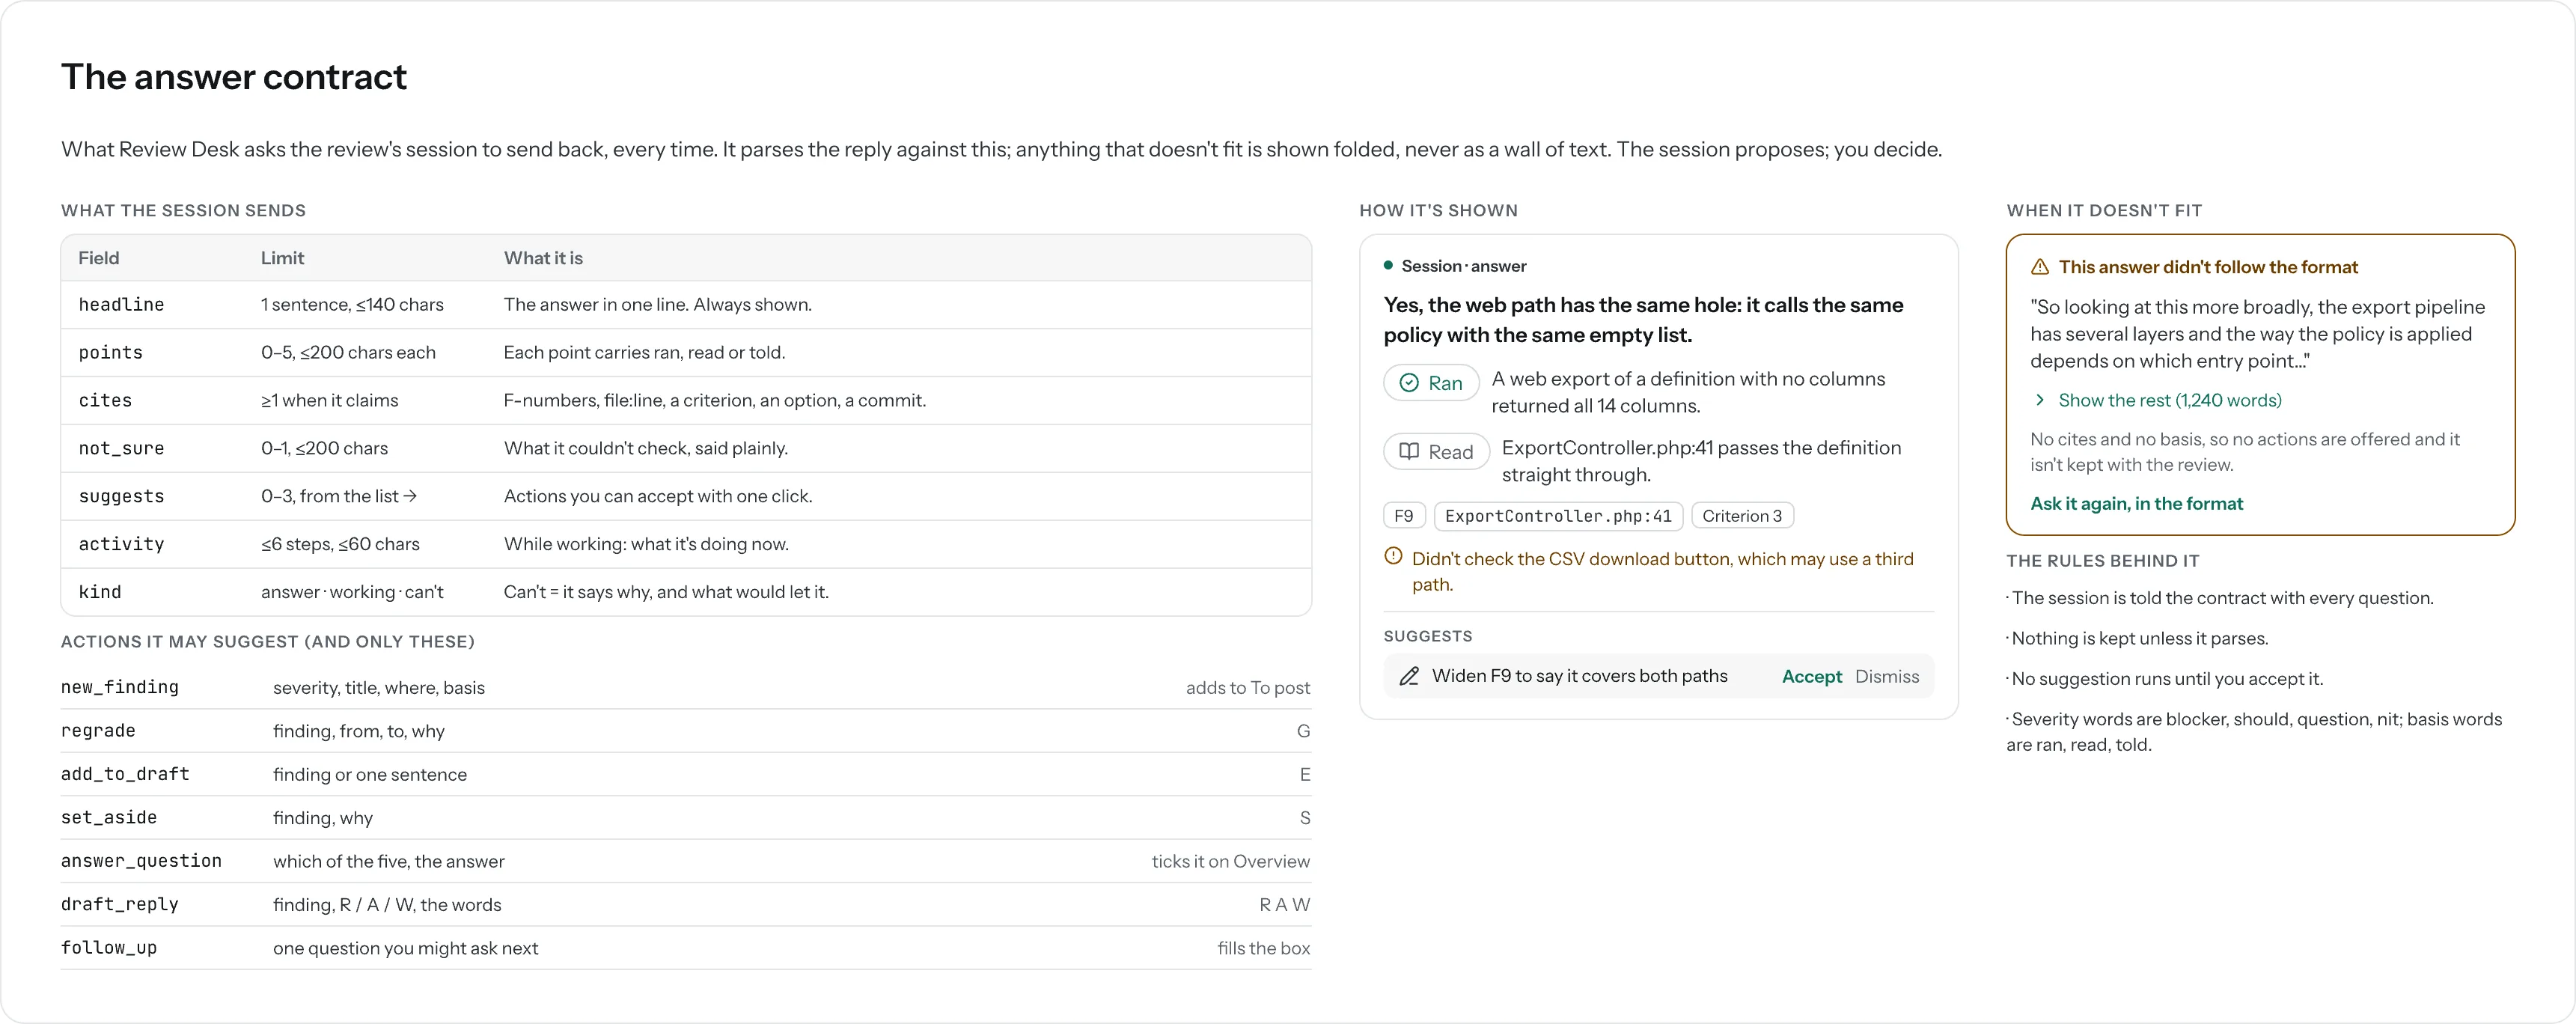 The answer contract
What Review Desk asks the review's session to send back, every time. It parses the reply against this; anything that doesn't fit is shown folded, never as a wall of text. The session proposes; you decide.
WHAT THE SESSION SENDS
Field Limit What it is
headline 1 sentence, ≤140 chars The answer in one line. Always shown.
points 0–5, ≤200 chars each Each point carries ran, read or told.
cites ≥1 when it claims F-numbers, file:line, a criterion, an option, a commit.
not_sure 0–1, ≤200 chars What it couldn't check, said plainly.
suggests 0–3, from the list → Actions you can accept with one click.
activity ≤6 steps, ≤60 chars While working: what it's doing now.
kind answer · working · can't Can't = it says why, and what would let it.
ACTIONS IT MAY SUGGEST (AND ONLY THESE)
new_finding severity, title, where, basis adds to To post
regrade finding, from, to, why G
add_to_draft finding or one sentence E
set_aside finding, why S
answer_question which of the five, the answer ticks it on Overview
draft_reply finding, R / A / W, the words R A W
follow_up one question you might ask next fills the box
HOW IT'S SHOWN
Session · answer
Yes, the web path has the same hole: it calls the same
policy with the same empty list.
Ran A web export of a definition with no columns
returned all 14 columns.
Read ExportController.php:41 passes the definition
straight through.
F9 ExportController.php:41 Criterion 3
Didn't check the CSV download button, which may use a third
path.
SUGGESTS
Widen F9 to say it covers both paths Accept Dismiss
WHEN IT DOESN'T FIT
This answer didn't follow the format
"So looking at this more broadly, the export pipeline
has several layers and the way the policy is applied
depends on which entry point..."
Show the rest (1,240 words)
No cites and no basis, so no actions are offered and it
isn't kept with the review.
Ask it again, in the format
THE RULES BEHIND IT
· The session is told the contract with every question.
· Nothing is kept unless it parses.
· No suggestion runs until you accept it.
· Severity words are blocker, should, question, nit; basis words
are ran, read, told.